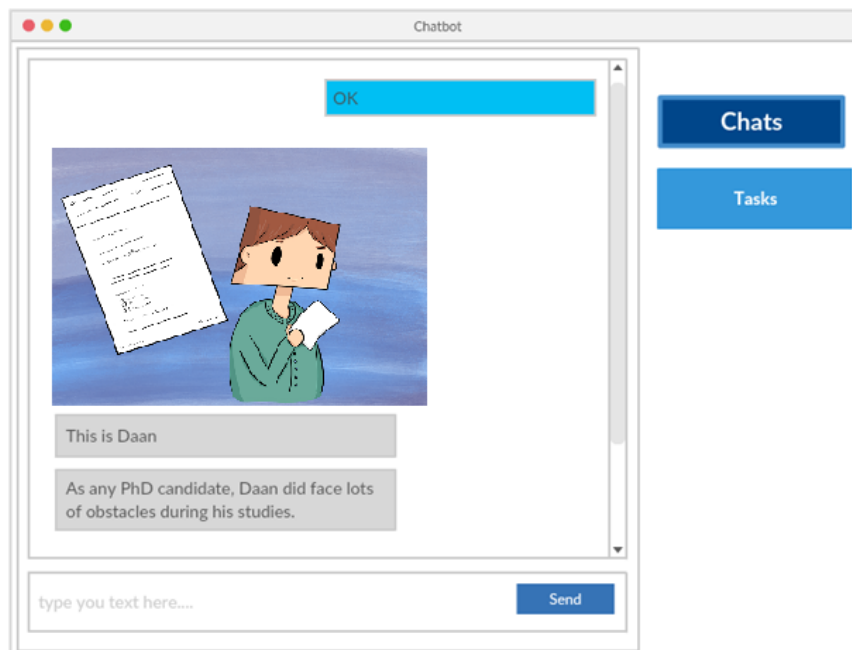 Chatbot
OK
This is Daan
As any PhD candidate, Daan did face lots
of obstacles during his studies.
type you text here....
Send
Chats
Tasks